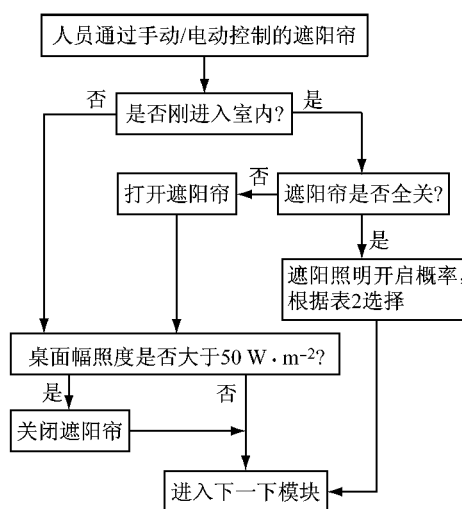 人员通过手动/电动控制的遮阳帘
否
是否刚进入室内?
是
打开遮阳帘
否
遮阳帘是否全关?
是
遮阳照明开启概率,
根据表2选择
桌面幅照度是否大于50 W·m⁻²?
是
否
关闭遮阳帘
进入下一下模块